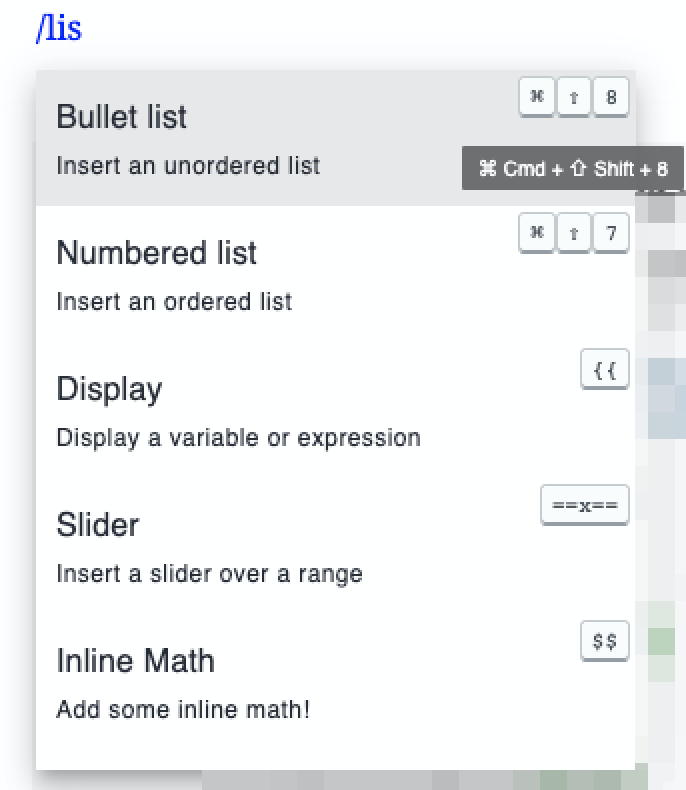 /lis
Bullet list ⌘ ⇧ 8
Insert an unordered list
⌘ Cmd + ⇧ Shift + 8
Numbered list ⌘ ⇧ 7
Insert an ordered list
Display {{
Display a variable or expression
Slider ==x==
Insert a slider over a range
Inline Math $$
Add some inline math!